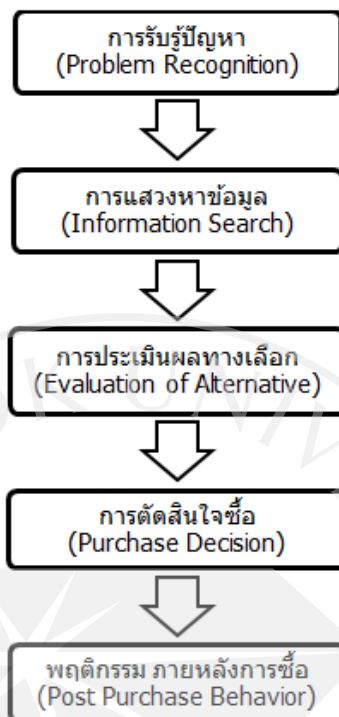 การรับรู้ปัญหา
(Problem Recognition)
การแสวงหาข้อมูล
(Information Search)
การประเมินผลทางเลือก
(Evaluation of Alternative)
การตัดสินใจซื้อ
(Purchase Decision)
พฤติกรรม ภายหลังการซื้อ
(Post Purchase Behavior)